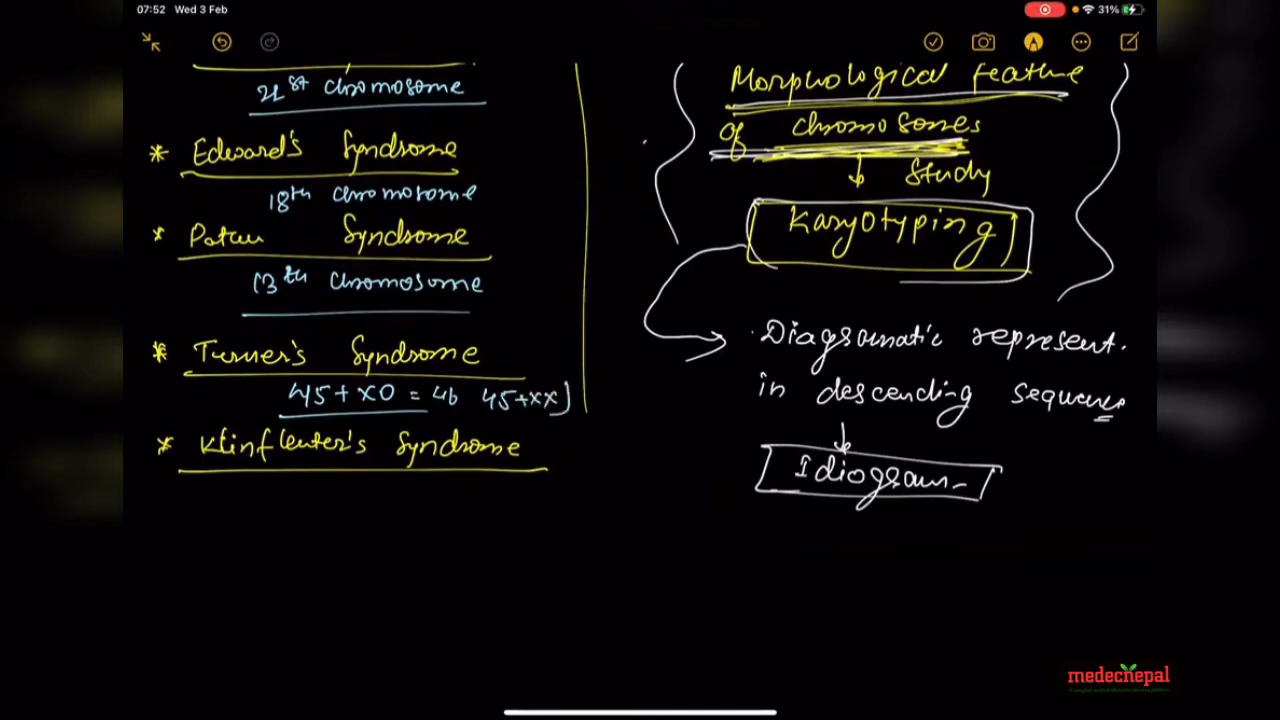 07:52 Wed 3 Feb
31%
21st chromosome
* Edward's Syndrome
18th chromosome
* Patau Syndrome
13th chromosome
* Turner's Syndrome
45+XO = 46 45+XX]
* Klinflenter's Syndrome
Morphological feature
of chromosomes
↓ Study
Karyotyping
Diagramatic represent.
in descending sequence
↓
Idiogram
medecnepal